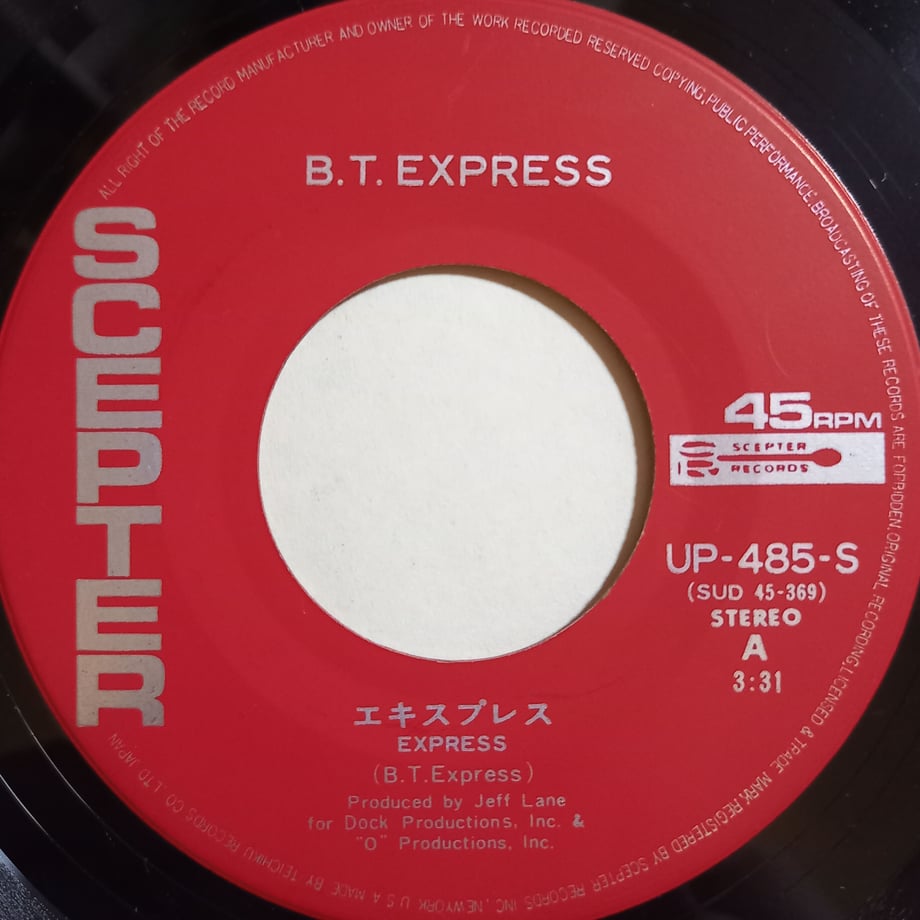 ALL RIGHT OF THE RECORD MANUFACTURER AND OWNER OF THE WORK RECORDED RESERVED COPYING, PUBLIC PERFORMANCE, BROADCASTING OF THESE RECORDS ARE FORBIDDEN, ORIGINAL RECORDING, LICENSED & TRADE MARK REGISTERED BY SCEPTER RECORDS INC, NEWYORK U S A MADE BY TEICHIKU RECORDS CO. LTD JAPAN
B.T. EXPRESS
SCEPTER
45RPM
SCEPTER
RECORDS
UP-485-S
(SUD 45-369)
STEREO
A
3:31
エキスプレス
EXPRESS
(B.T.Express)
Produced by Jeff Lane
for Dock Productions, Inc. &
"O" Productions, Inc.